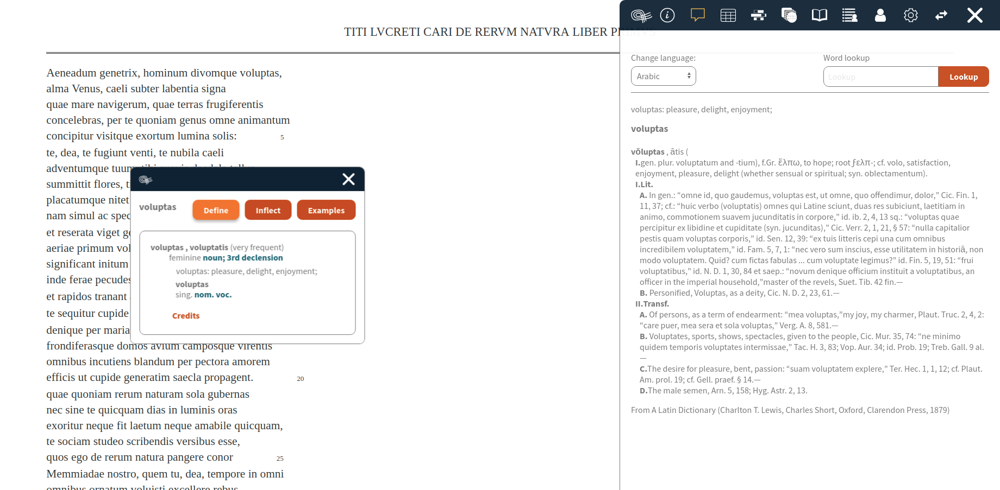 TITI LVCRETI CARI DE RERVM NATVRA LIBER PRIMVS
Aeneadum genetrix, hominum divomque voluptas,
alma Venus, caeli subter labentia signa
quae mare navigerum, quae terras frugiferentis
concelebras, per te quoniam genus omne animantum
concipitur visitque exortum lumina solis: 5
te, dea, te fugiunt venti, te nubila caeli
adventumque tuum
summittit flores,
placatumque nitet
nam simul ac spec
et reserata viget
aeriae primum
significant initum
inde ferae pecudes
et rapidos tranant
te sequitur cupide
denique per maria
frondiferasque domos avium camposque virentis
omnibus incutiens blandum per pectora amorem
efficis ut cupide generatim saecla propagent. 20
quae quoniam rerum naturam sola gubernas
nec sine te quicquam dias in luminis oras
exoritur neque fit laetum neque amabile quicquam,
te sociam studeo scribendis versibus esse,
quos ego de rerum natura pangere conor 25
Memmiadae nostro, quem tu, dea, tempore in omni
omnibus ornatum voluisti excellere rebus
voluptas Define Inflect Examples
voluptas , voluptatis (very frequent)
feminine noun; 3rd declension
voluptas: pleasure, delight, enjoyment;
voluptas
sing. nom. voc.
Credits
Change language: Word lookup
Arabic Lookup Lookup
voluptas: pleasure, delight, enjoyment;
voluptas
vŏluptas , ātis (
I.gen. plur. voluptatum and -tium), f.Gr. ἔλπω, to hope; root ϝελπ-; cf. volo, satisfaction,
enjoyment, pleasure, delight (whether sensual or spiritual; syn. oblectamentum).
I.Lit.
A. In gen.: “omne id, quo gaudemus, voluptas est, ut omne, quo offendimur, dolor,” Cic. Fin. 1,
11, 37; cf.: “huic verbo (voluptatis) omnes qui Latine sciunt, duas res subiciunt, laetitiam in
animo, commotionem suavem jucunditatis in corpore,” id. ib. 2, 4, 13 sq.: “voluptas quae
percipitur ex libidine et cupiditate (syn. jucunditas),” Cic. Verr. 2, 1, 21, § 57: “nulla capitalior
pestis quam voluptas corporis,” id. Sen. 12, 39: “ex tuis litteris cepi una cum omnibus
incredibilem voluptatem,” id. Fam. 5, 7, 1: “nec vero sum inscius, esse utilitatem in historiā, non
modo voluptatem. Quid? cum fictas fabulas ... cum voluptate legimus?” id. Fin. 5, 19, 51: “frui
voluptatibus,” id. N. D. 1, 30, 84 et saep.: “novum denique officium instituit a voluptatibus, an
officer in the imperial household,”master of the revels, Suet. Tib. 42 fin.—
B. Personified, Voluptas, as a deity, Cic. N. D. 2, 23, 61.—
II.Transf.
A. Of persons, as a term of endearment: “mea voluptas,”my joy, my charmer, Plaut. Truc. 2, 4, 2:
“care puer, mea sera et sola voluptas,” Verg. A. 8, 581.—
B. Voluptates, sports, shows, spectacles, given to the people, Cic. Mur. 35, 74: “ne minimo
quidem temporis voluptates intermissae,” Tac. H. 3, 83; Vop. Aur. 34; id. Prob. 19; Treb. Gall. 9 al.
—
C.The desire for pleasure, bent, passion: “suam voluptatem explere,” Ter. Hec. 1, 1, 12; cf. Plaut.
Am. prol. 19; cf. Gell. praef. § 14.—
D.The male semen, Arn. 5, 158; Hyg. Astr. 2, 13.
From A Latin Dictionary (Charlton T. Lewis, Charles Short, Oxford, Clarendon Press, 1879)